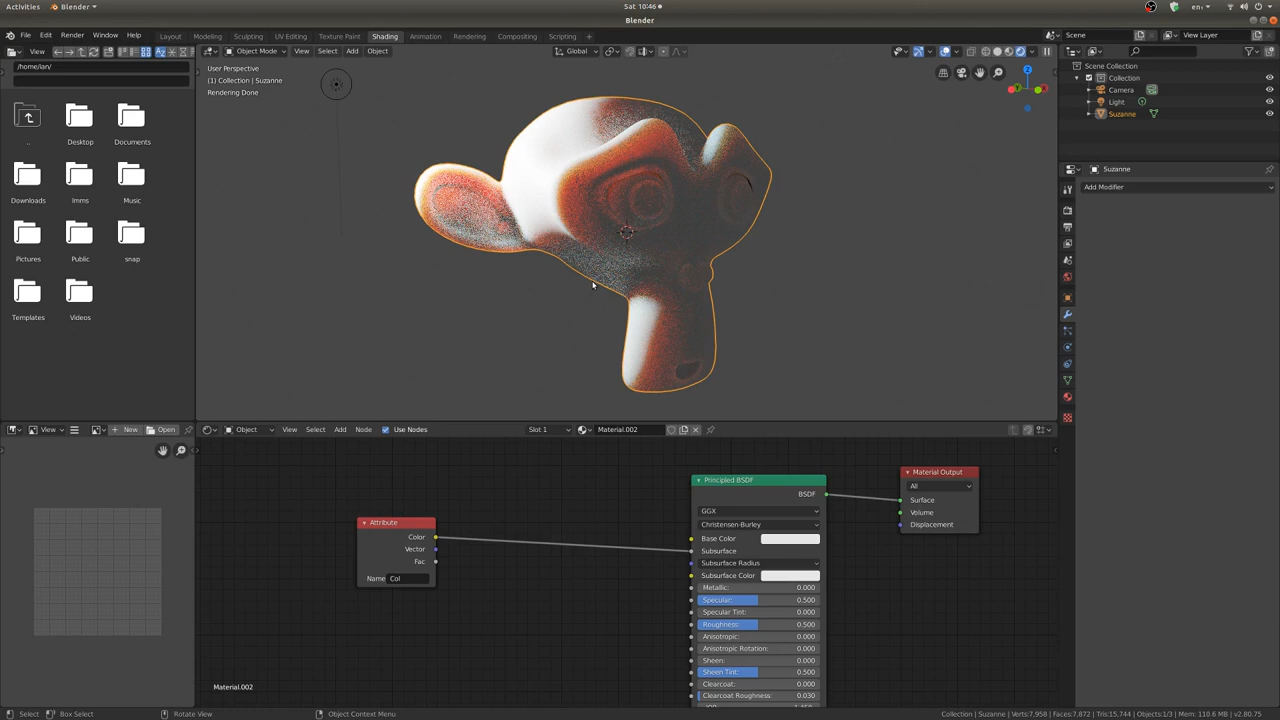 Activities Blender Sat 10:46 en
Blender
File Edit Render Window Help Layout Modeling Sculpting UV Editing Texture Paint Shading Animation Rendering Compositing Scripting + Scene View Layer
View Object Mode View Select Add Object Global
/home/ian/
User Perspective
(1) Collection | Suzanne
Rendering Done
Z
Y
Scene Collection
Collection
Camera
Light
Suzanne
Suzanne
Add Modifier
.. Desktop Documents
Downloads lmms Music
Pictures Public snap
Templates Videos
View New Open Object View Select Add Node Use Nodes Slot 1 Material.002
Material Output
All
Surface
Volume
Displacement
Principled BSDF
BSDF
GGX
Christensen-Burley
Base Color
Subsurface
Subsurface Radius
Subsurface Color
Metallic: 0.000
Specular: 0.500
Specular Tint: 0.000
Roughness: 0.500
Anisotropic: 0.000
Anisotropic Rotation: 0.000
Sheen: 0.000
Sheen Tint: 0.500
Clearcoat: 0.000
Clearcoat Roughness: 0.030
Attribute
Color
Vector
Fac
Name Col
Material.002
Select Box Select Rotate View Object Context Menu Collection | Suzanne | Verts:7,958 | Faces:7,872 | Tris:15,744 | Objects:1/3 | Mem: 110.6 MB | v2.80.75